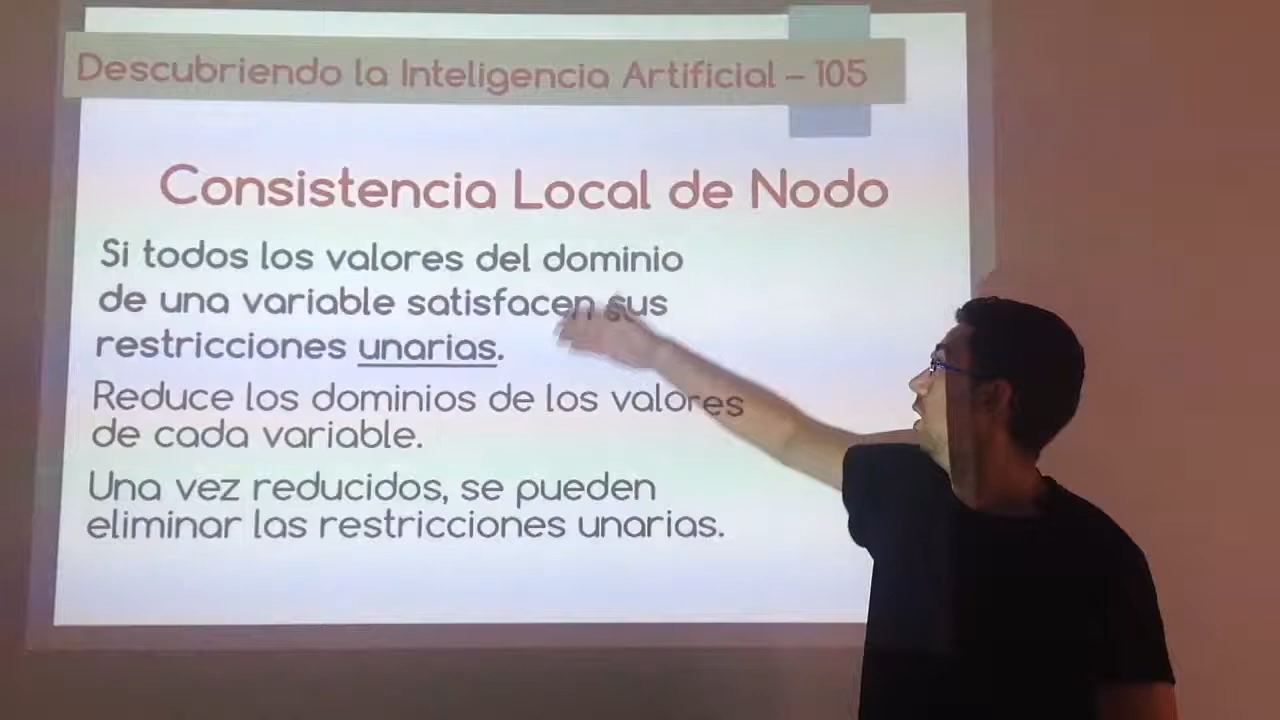 Descubriendo la Inteligencia Artificial – 105
Consistencia Local de Nodo
Si todos los valores del dominio
de una variable satisfacen sus
restricciones unarias.
Reduce los dominios de los valores
de cada variable.
Una vez reducidos, se pueden
eliminar las restricciones unarias.